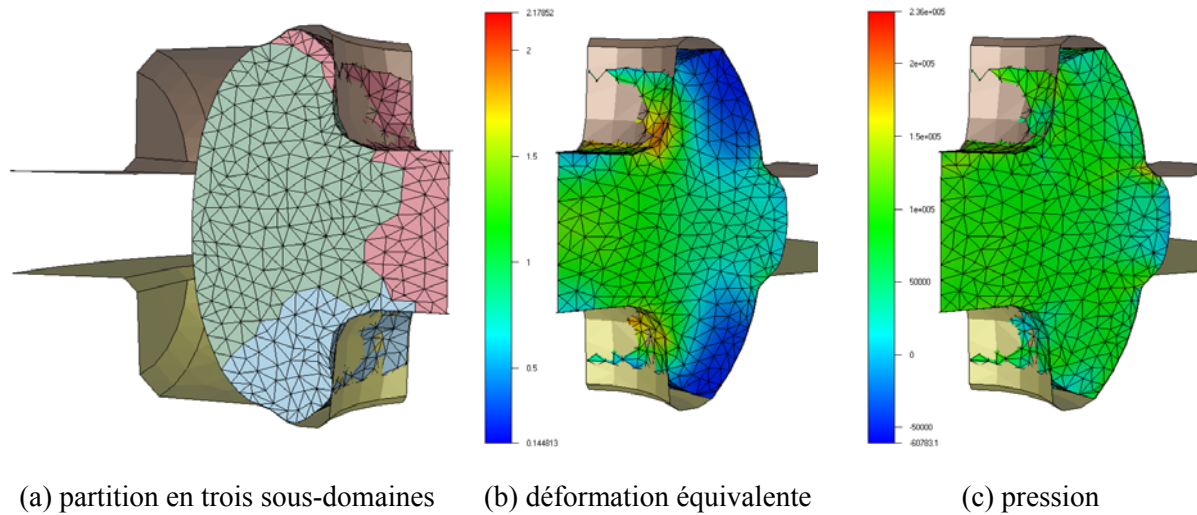 2.17852
2
1.5
1
0.5
0.144813
2.36e+005
2e+005
1.5e+005
1e+005
50000
0
-50000
-60783.1
(a) partition en trois sous-domaines
(b) déformation équivalente
(c) pression